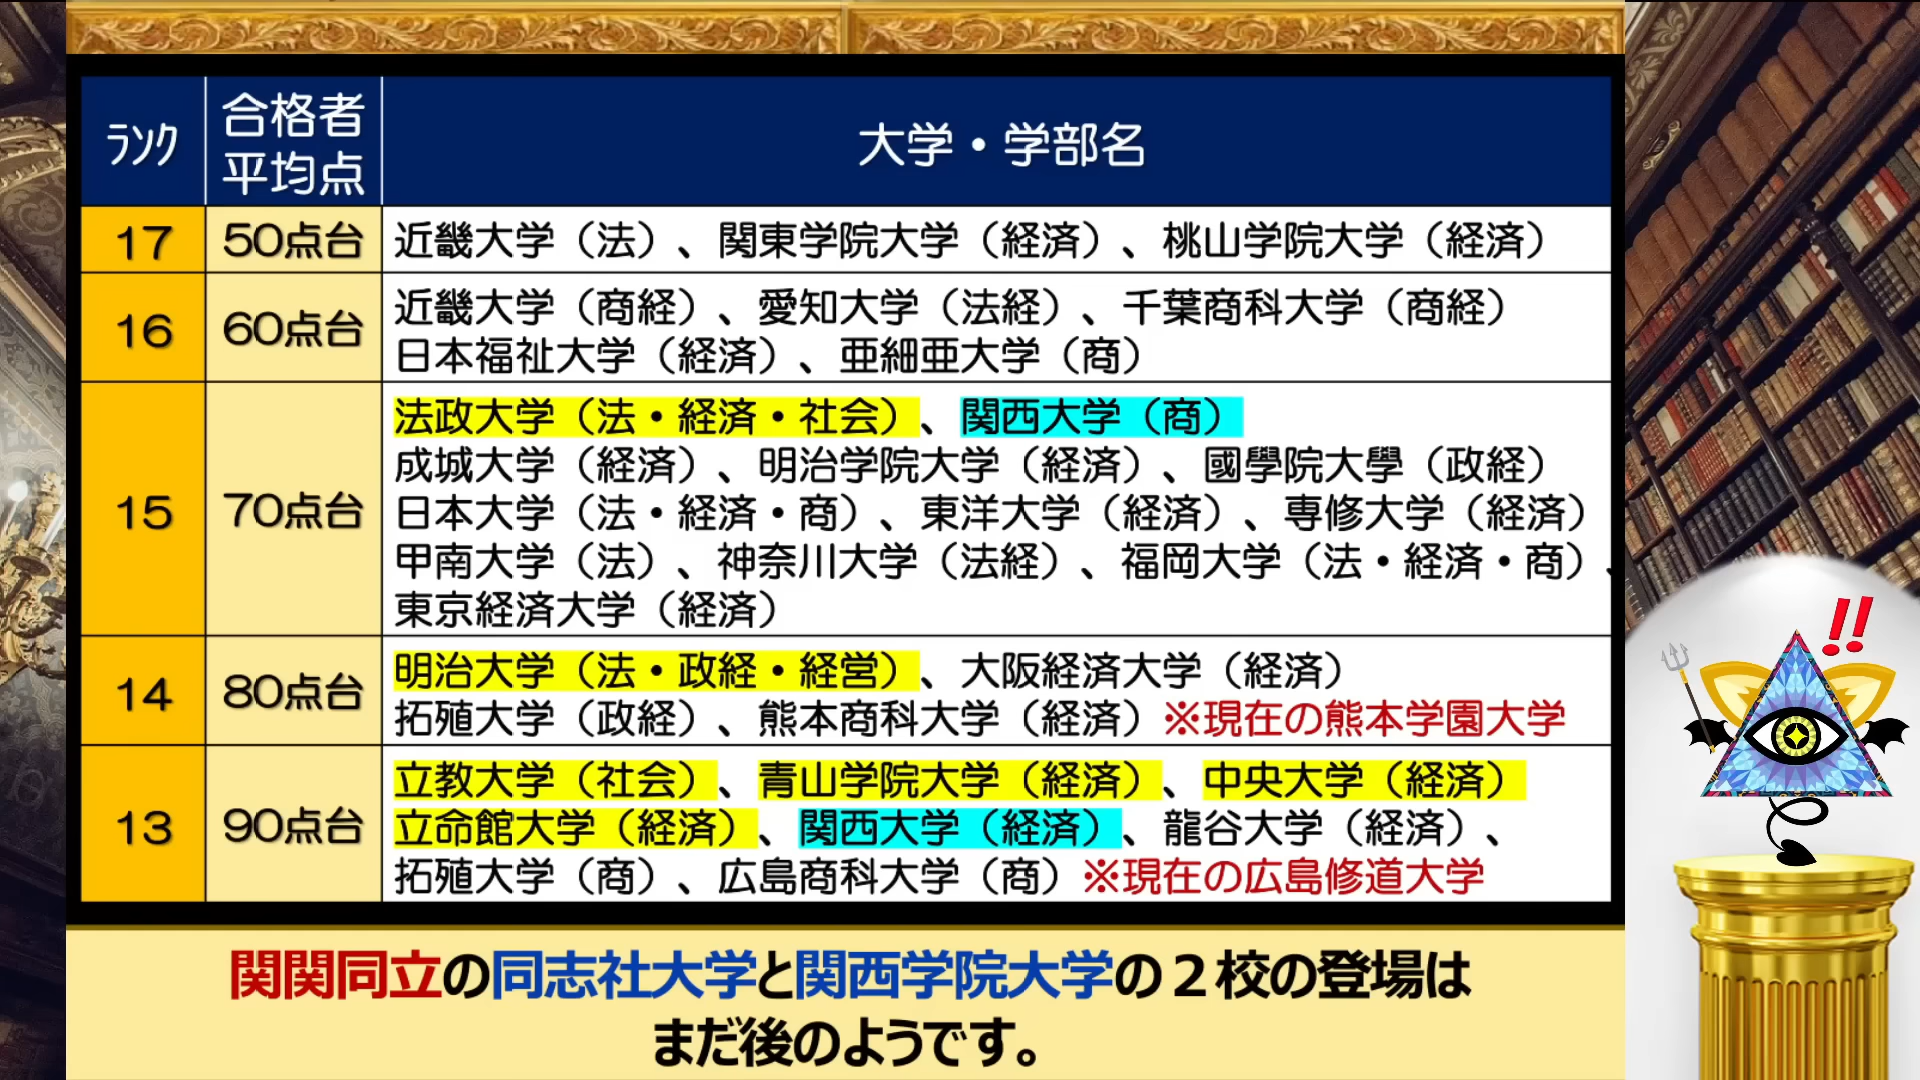 ﾗﾝｸ
合格者
平均点
大学・学部名
17
50点台
近畿大学（法）、関東学院大学（経済）、桃山学院大学（経済）
16
60点台
近畿大学（商経）、愛知大学（法経）、千葉商科大学（商経）
日本福祉大学（経済）、亜細亜大学（商）
15
70点台
法政大学（法・経済・社会）、関西大学（商）
成城大学（経済）、明治学院大学（経済）、國學院大學（政経）
日本大学（法・経済・商）、東洋大学（経済）、専修大学（経済）
甲南大学（法）、神奈川大学（法経）、福岡大学（法・経済・商）、
東京経済大学（経済）
14
80点台
明治大学（法・政経・経営）、大阪経済大学（経済）
拓殖大学（政経）、熊本商科大学（経済）※現在の熊本学園大学
13
90点台
立教大学（社会）、青山学院大学（経済）、中央大学（経済）
立命館大学（経済）、関西大学（経済）、龍谷大学（経済）、
拓殖大学（商）、広島商科大学（商）※現在の広島修道大学
!!
関関同立の同志社大学と関西学院大学の２校の登場は
まだ後のようです。